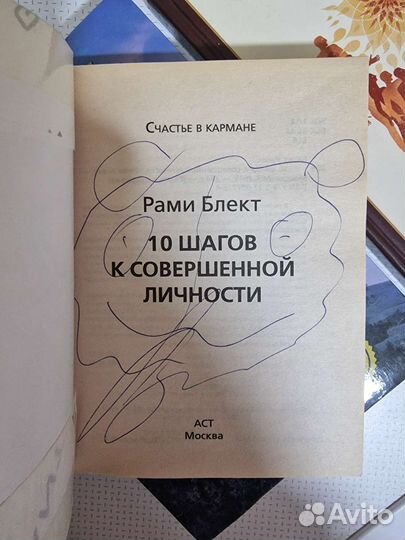 Счастье в кармане
Рами Блект
10 ШАГОВ
К СОВЕРШЕННОЙ
ЛИЧНОСТИ
АСТ
Москва
Avito